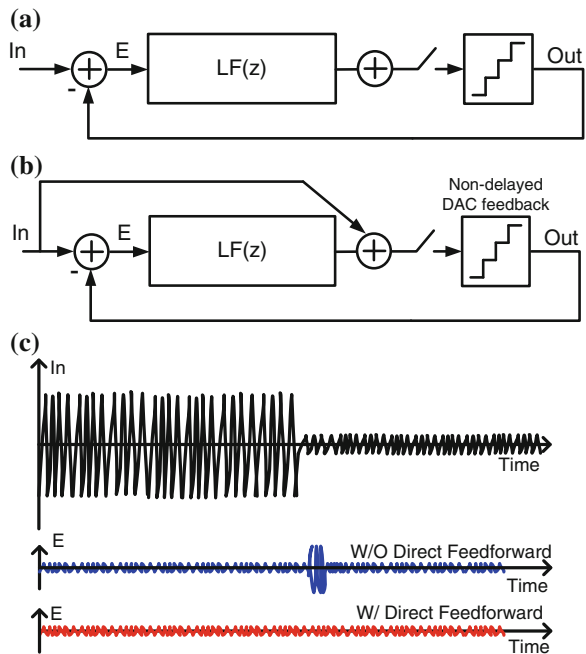 (a)
In
E
LF(z)
Out
-
(b)
Non-delayed
DAC feedback
In
E
LF(z)
Out
-
(c)
In
Time
E
W/O Direct Feedforward
Time
E
W/ Direct Feedforward
Time